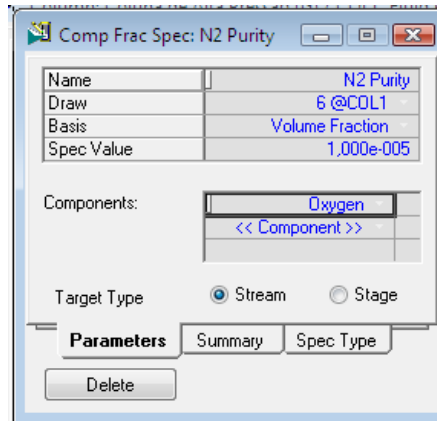 Comp Frac Spec: N2 Purity
Name N2 Purity
Draw 6 @COL1
Basis Volume Fraction
Spec Value 1,000e-005
Components: Oxygen
<< Component >>
Target Type Stream Stage
Parameters Summary Spec Type
Delete